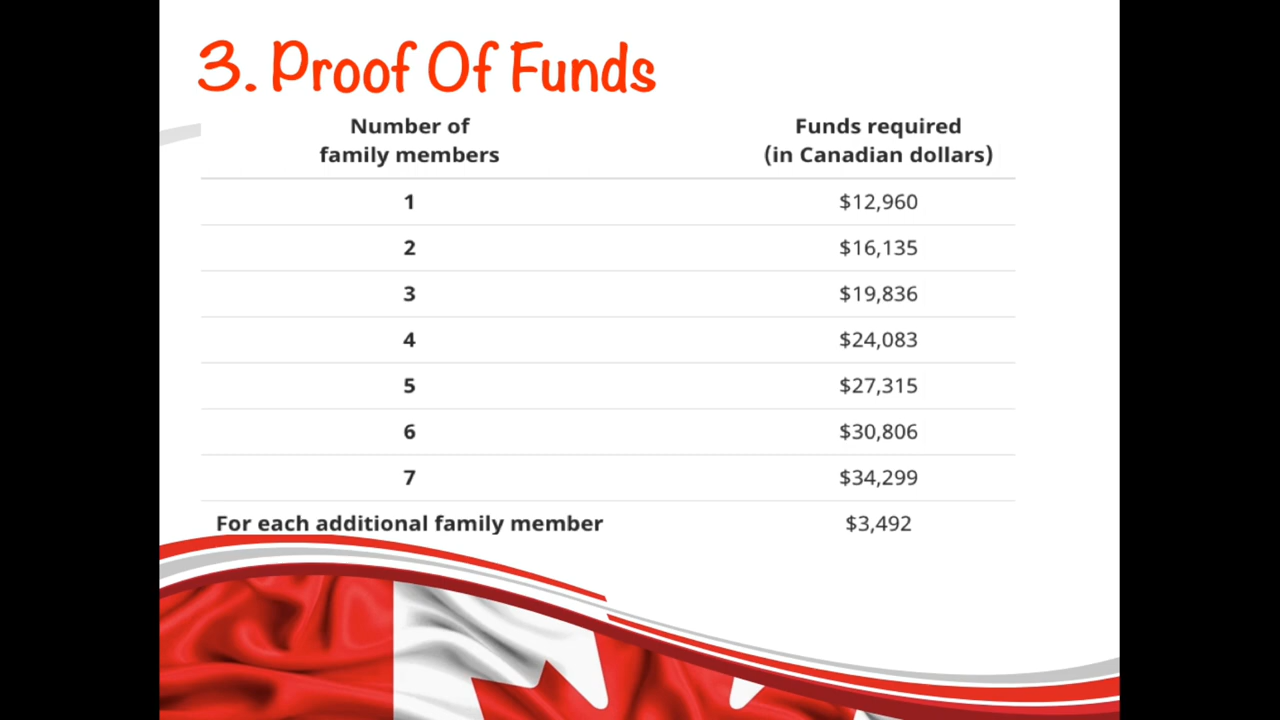 3. Proof Of Funds
Number of family members Funds required (in Canadian dollars)
1 $12,960
2 $16,135
3 $19,836
4 $24,083
5 $27,315
6 $30,806
7 $34,299
For each additional family member $3,492